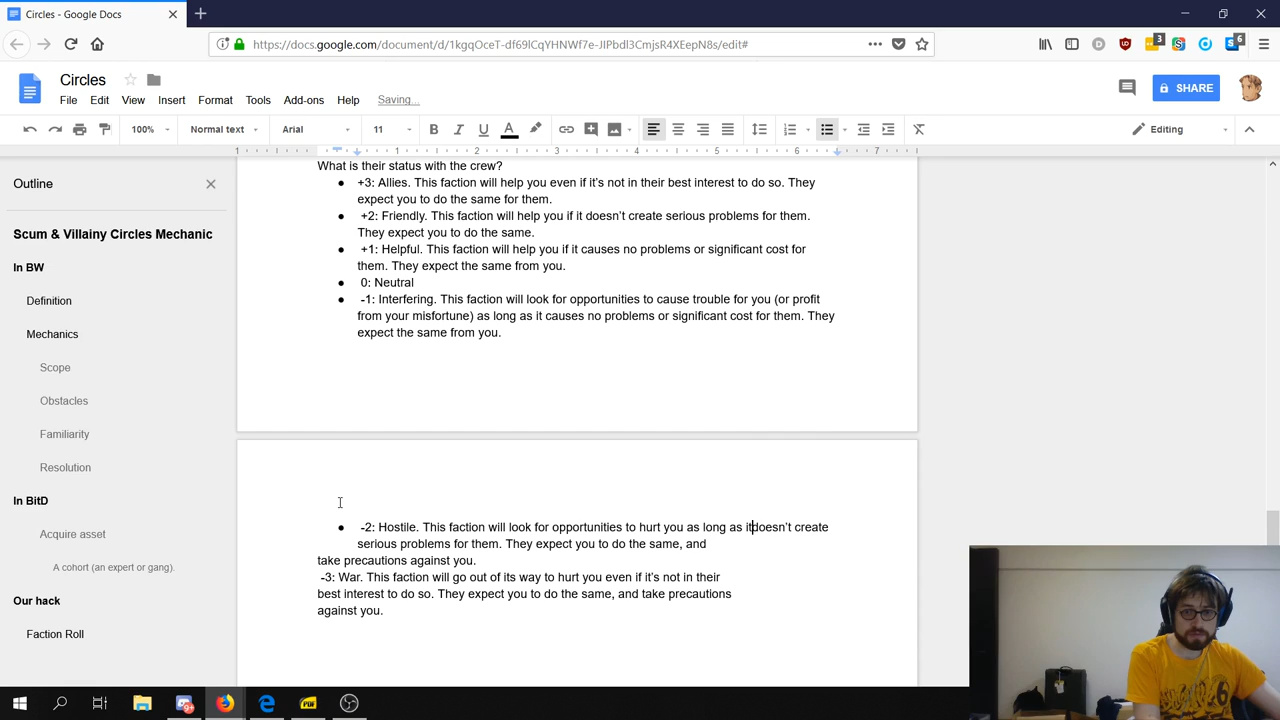 Circles - Google Docs
https://docs.google.com/document/d/1kgqOceT-df69lCqYHNWf7e-JIPbdl3CmjsR4XEepN8s/edit#
3
6
Circles
File Edit View Insert Format Tools Add-ons Help Saving...
SHARE
100% Normal text Arial 11 Editing
1 1 2 3 4 5 6 7
Outline
Scum & Villainy Circles Mechanic
In BW
Definition
Mechanics
Scope
Obstacles
Familiarity
Resolution
In BitD
Acquire asset
A cohort (an expert or gang).
Our hack
Faction Roll
What is their status with the crew?
● +3: Allies. This faction will help you even if it's not in their best interest to do so. They
expect you to do the same for them.
● +2: Friendly. This faction will help you if it doesn't create serious problems for them.
They expect you to do the same.
● +1: Helpful. This faction will help you if it causes no problems or significant cost for
them. They expect the same from you.
● 0: Neutral
● -1: Interfering. This faction will look for opportunities to cause trouble for you (or profit
from your misfortune) as long as it causes no problems or significant cost for them. They
expect the same from you.
● -2: Hostile. This faction will look for opportunities to hurt you as long as itdoesn't create
serious problems for them. They expect you to do the same, and
take precautions against you.
-3: War. This faction will go out of its way to hurt you even if it's not in their
best interest to do so. They expect you to do the same, and take precautions
against you.
PDF